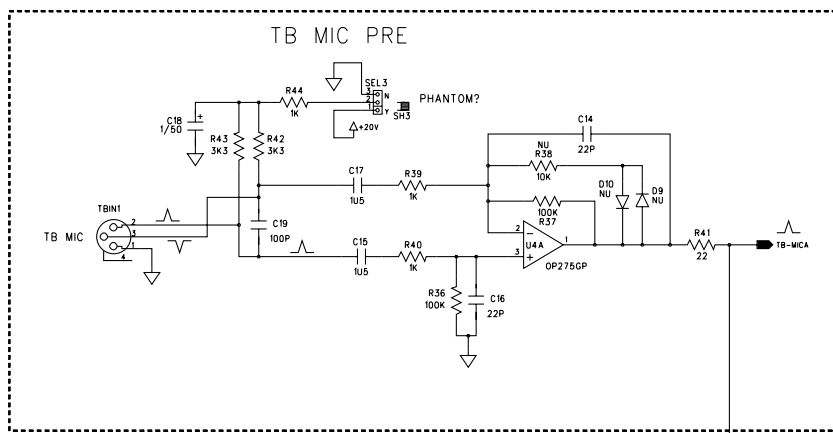 TB MIC PRE
SEL3
R44
1K
3
2
1
N
Y
SH3
PHANTOM?
+20V
C18
1/50
+
R43
3K3
R42
3K3
C14
22P
NU
R38
10K
D10
NU
D9
NU
C17
1U5
R39
1K
100K
R37
TBIN1
TB MIC
2
3
1
4
C19
100P
C15
1U5
R40
1K
2
-
3
+
1
U4A
OP275GP
R41
22
TB-MICA
R36
100K
C16
22P